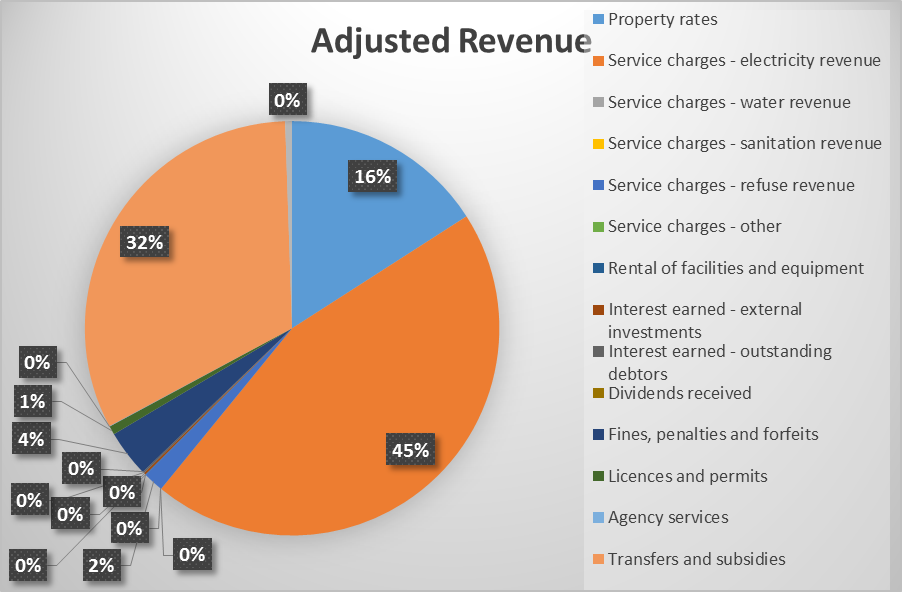 Adjusted Revenue
0%
16%
32%
45%
0%
1%
4%
0%
0%
0%
0%
0%
0%
2%
0%
Property rates
Service charges - electricity revenue
Service charges - water revenue
Service charges - sanitation revenue
Service charges - refuse revenue
Service charges - other
Rental of facilities and equipment
Interest earned - external
investments
Interest earned - outstanding
debtors
Dividends received
Fines, penalties and forfeits
Licences and permits
Agency services
Transfers and subsidies